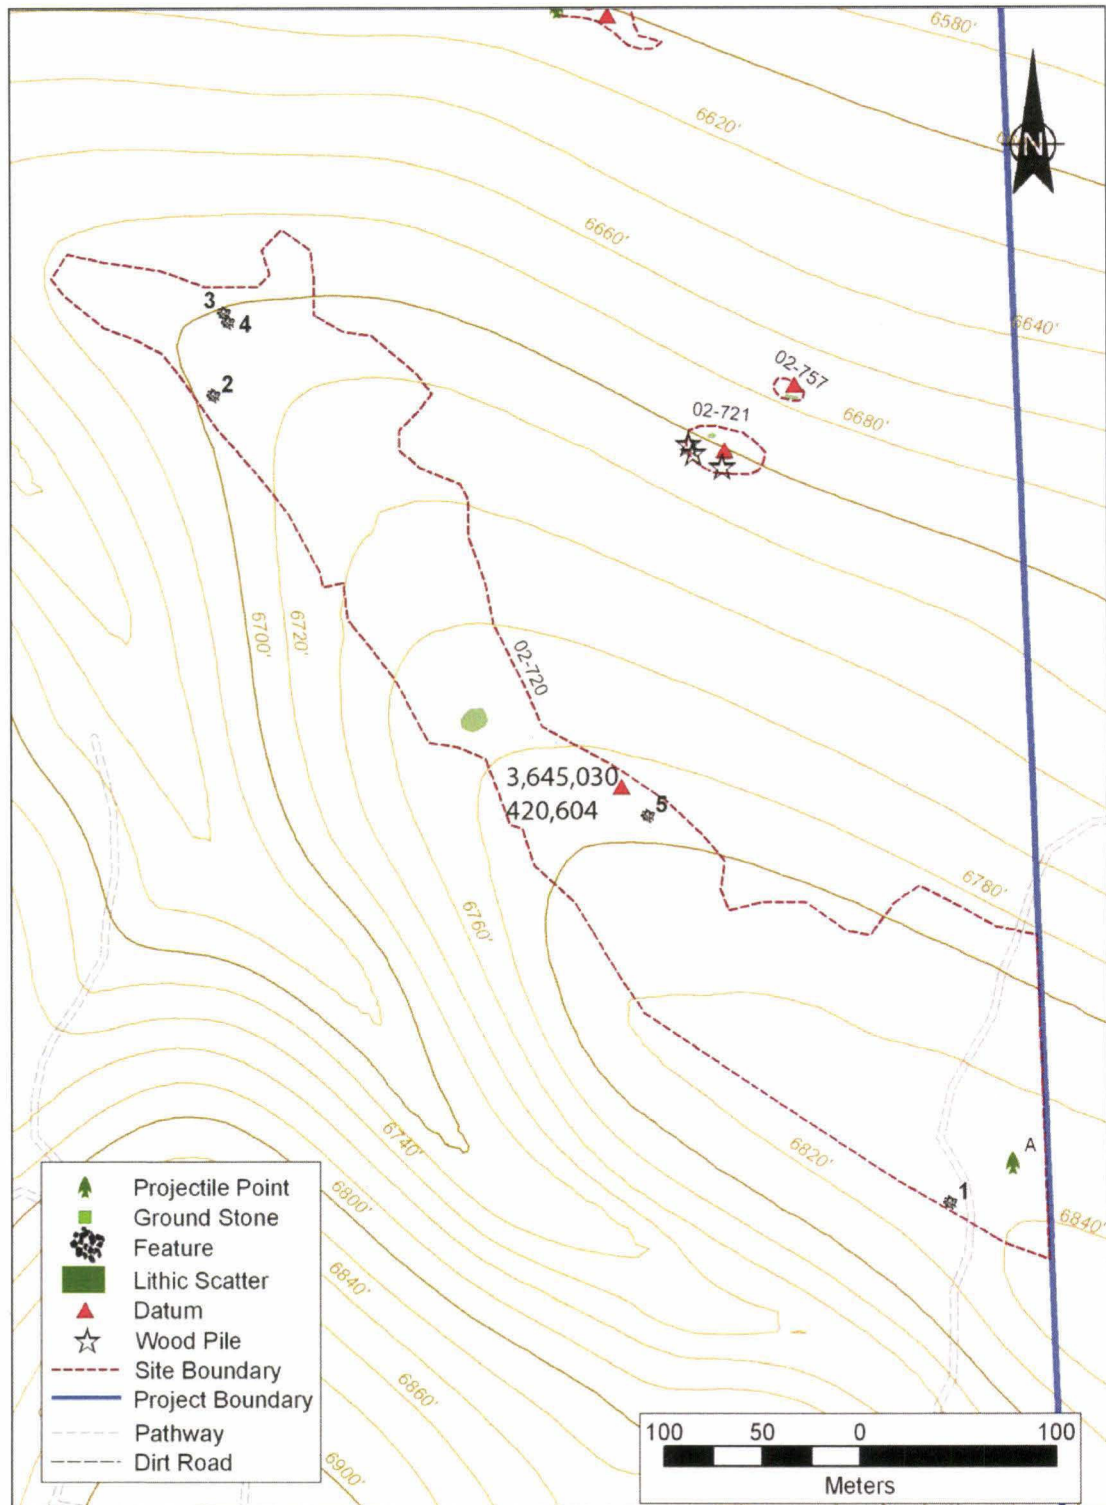 6580'
6620'
N
6660'
6640'
3
4
02-757
2
6680'
02-721
6700'
6720'
02-720
3,645,030
420,604
5
6780'
6760'
6740'
6820'
A
1
6800'
6840'
6840'
6860'
6900'
Projectile Point
Ground Stone
Feature
Lithic Scatter
Datum
Wood Pile
Site Boundary
Project Boundary
Pathway
Dirt Road
100 50 0 100
Meters